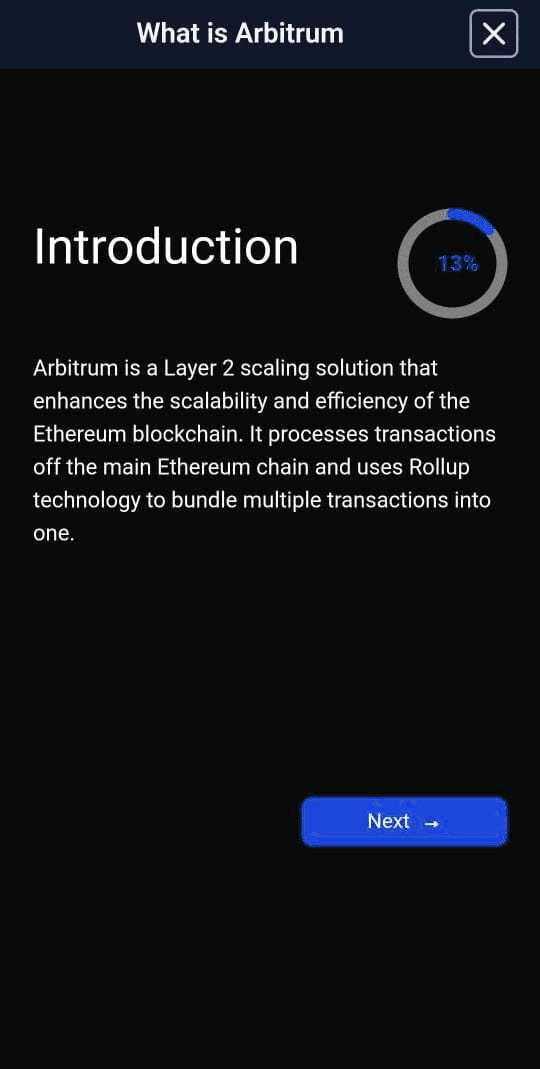 What is Arbitrum
Introduction
13%
Arbitrum is a Layer 2 scaling solution that
enhances the scalability and efficiency of the
Ethereum blockchain. It processes transactions
off the main Ethereum chain and uses Rollup
technology to bundle multiple transactions into
one.
Next →